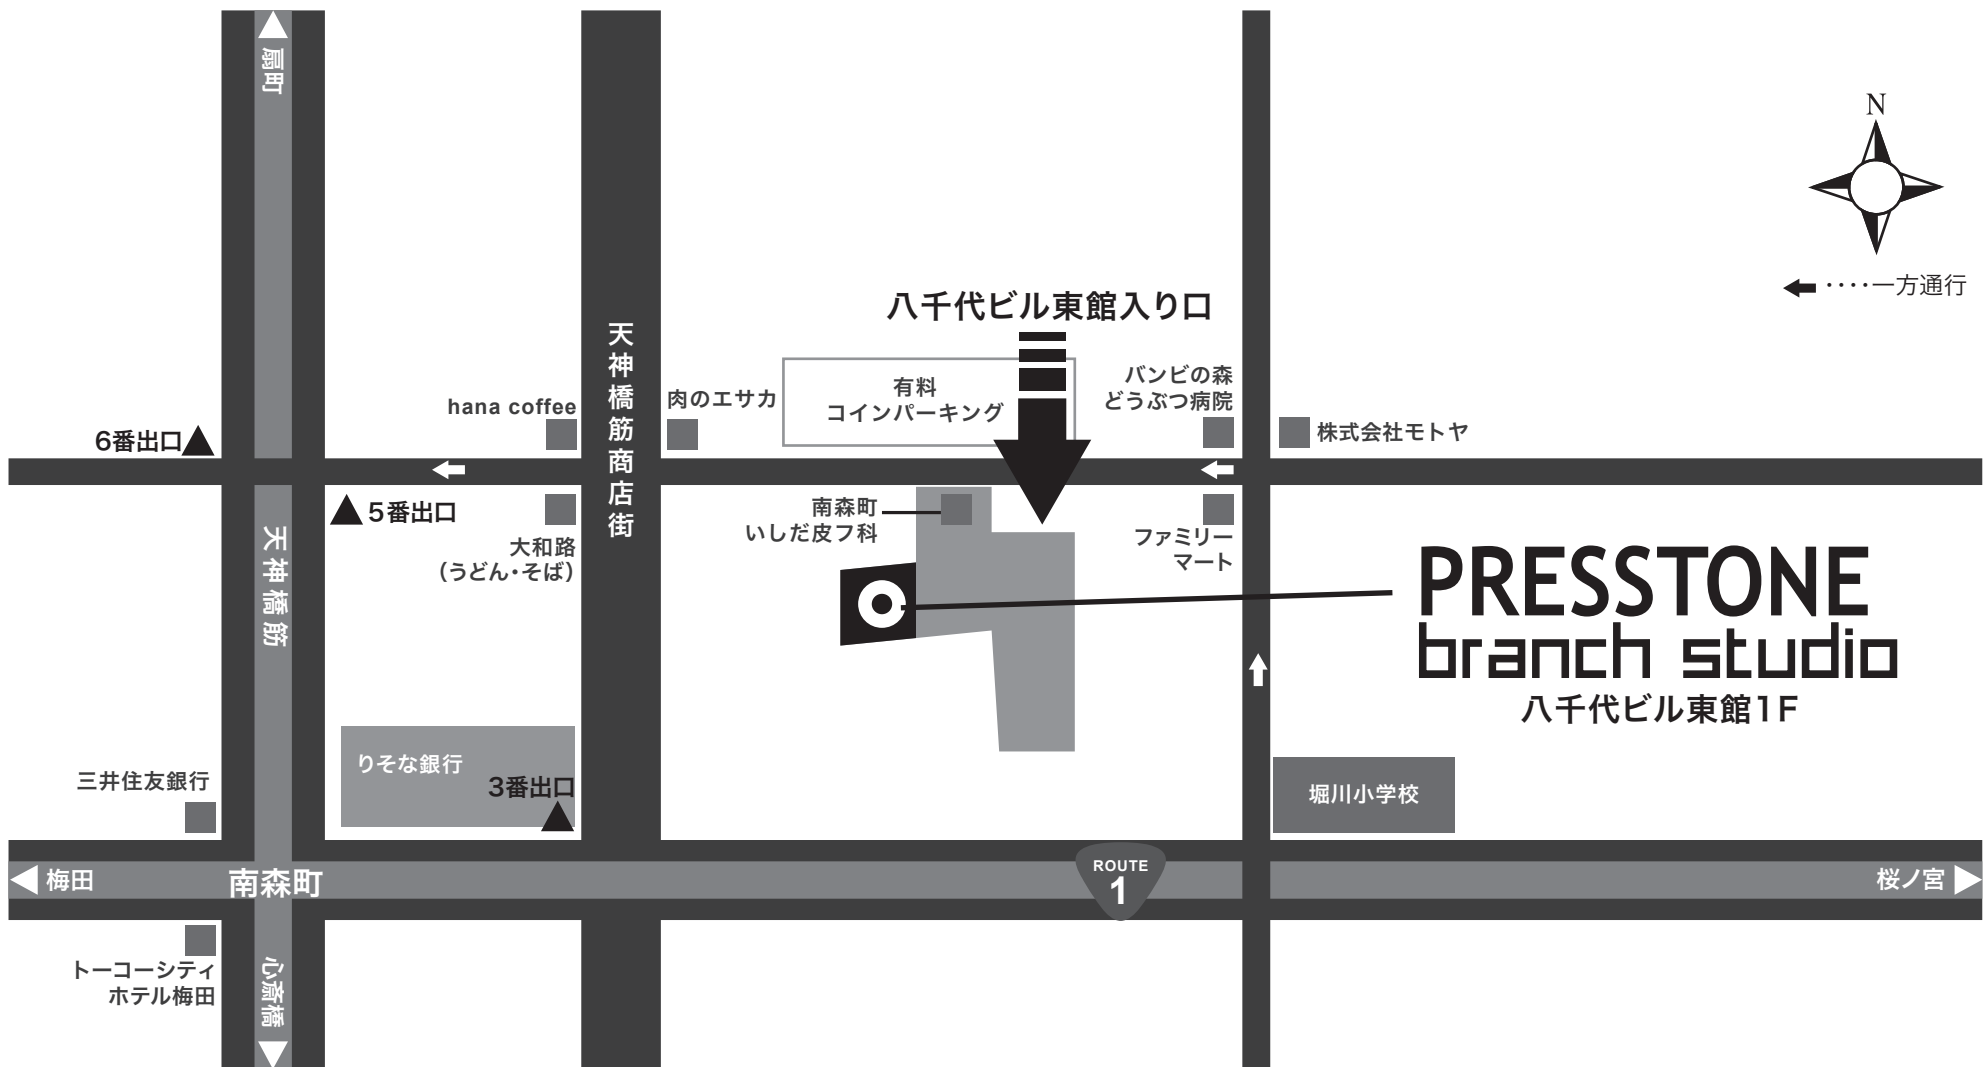 扇町
N
一方通行
八千代ビル東館入り口
天神橋筋商店街
hana coffee
肉のエサカ
有料
コインパーキング
バンビの森
どうぶつ病院
株式会社モトヤ
6番出口
5番出口
大和路
（うどん・そば）
南森町
いしだ皮フ科
ファミリー
マート
天神橋筋
PRESSTONE
branch studio
八千代ビル東館1F
りそな銀行
3番出口
三井住友銀行
堀川小学校
梅田
南森町
ROUTE
1
桜ノ宮
トーコーシティ
ホテル梅田
心斎橋